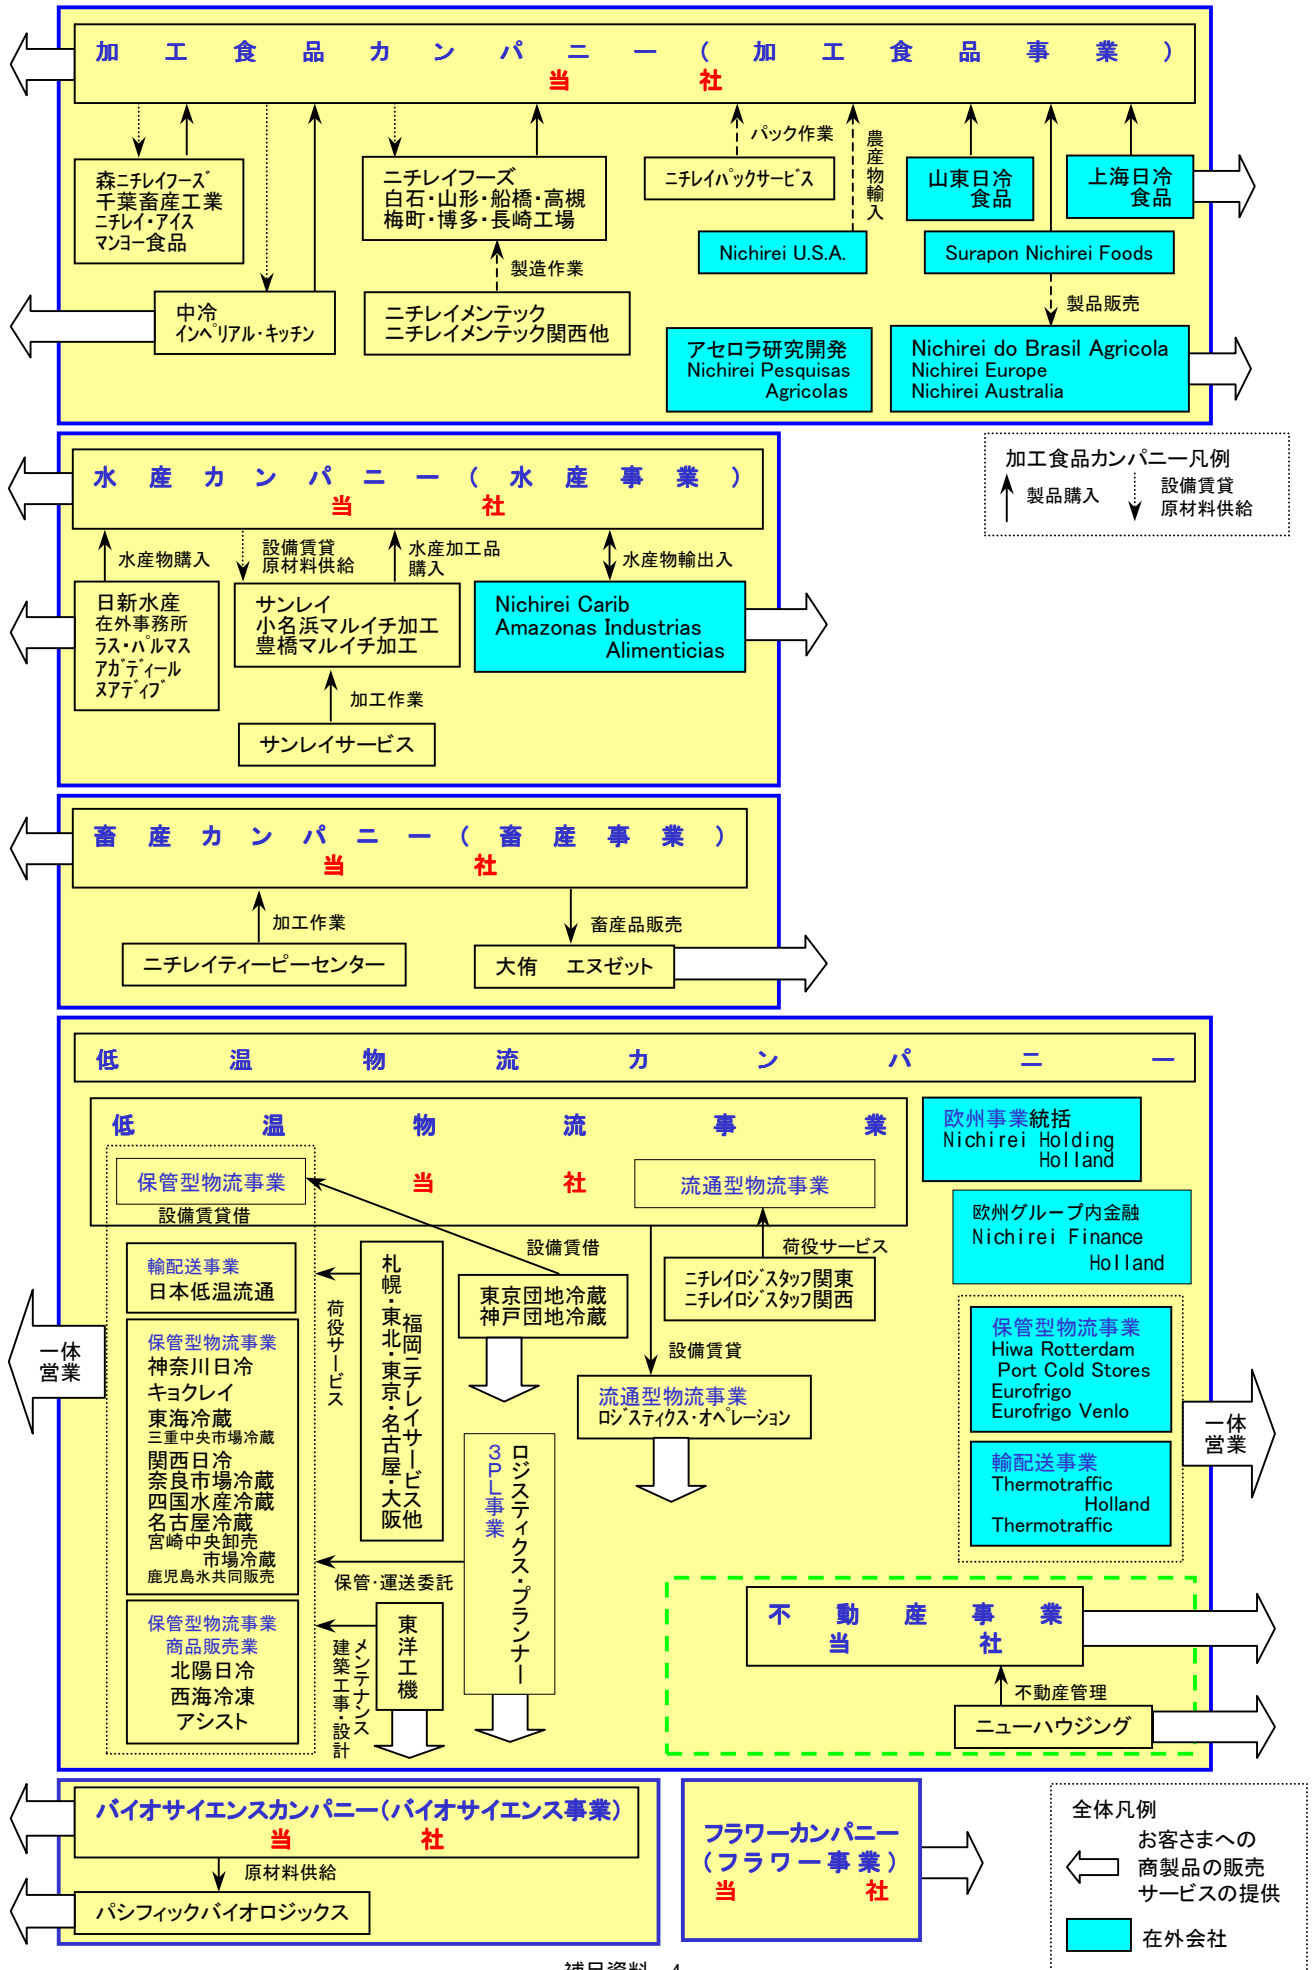 加工食品カンパニー(加工食品事業)
当社
パック作業
農産物輸入
森ニチレイフーズ
千葉畜産工業
ニチレイ・アイス
マンヨー食品
ニチレイフーズ
白石・山形・船橋・高槻
梅町・博多・長崎工場
ニチレイパックサービス
山東日冷
食品
上海日冷
食品
Nichirei U.S.A.
Surapon Nichirei Foods
製造作業
製品販売
中冷
インペリアル・キッチン
ニチレイメンテック
ニチレイメンテック関西他
アセロラ研究開発
Nichirei Pesquisas
Agricolas
Nichirei do Brasil Agricola
Nichirei Europe
Nichirei Australia
加工食品カンパニー凡例
製品購入
設備賃貸
原材料供給
水産カンパニー(水産事業)
当社
水産物購入
設備賃貸
原材料供給
水産加工品
購入
水産物輸出入
日新水産
在外事務所
ラス・パルマス
アガディール
ヌアディブ
サンレイ
小名浜マルイチ加工
豊橋マルイチ加工
Nichirei Carib
Amazonas Industrias
Alimenticias
加工作業
サンレイサービス
畜産カンパニー(畜産事業)
当社
加工作業
畜産品販売
ニチレイティーピーセンター
大侑 エヌゼット
低温物流カンパニー
低温物流事業
当社
保管型物流事業
流通型物流事業
設備賃貸借
設備賃借
荷役サービス
欧州事業統括
Nichirei Holding
Holland
欧州グループ内金融
Nichirei Finance
Holland
輸配送事業
日本低温流通
荷役サービス
札幌・東北・東京・名古屋・大阪
福岡ニチレイサービス他
東京団地冷蔵
神戸団地冷蔵
ニチレイロジスタッフ関東
ニチレイロジスタッフ関西
設備賃貸
流通型物流事業
ロジスティクス・オペレーション
一体
営業
保管型物流事業
神奈川日冷
キョクレイ
東海冷蔵
三重中央市場冷蔵
関西日冷
奈良市場冷蔵
四国水産冷蔵
名古屋冷蔵
宮崎中央卸売
市場冷蔵
鹿児島氷共同販売
保管型物流事業
Hiwa Rotterdam
Port Cold Stores
Eurofrigo
Eurofrigo Venlo
輸配送事業
Thermotraffic
Holland
Thermotraffic
一体
営業
ロジスティクス・プランナー
3PL事業
保管・運送委託
保管型物流事業
商品販売業
北陽日冷
西海冷凍
アシスト
メンテナンス
建築工事・設計
東洋工機
不動産事業
当社
不動産管理
ニューハウジング
バイオサイエンスカンパニー(バイオサイエンス事業)
当社
原材料供給
パシフィックバイオロジックス
フラワーカンパニー
(フラワー事業)
当社
全体凡例
お客さまへの
商製品の販売
サービスの提供
在外会社
補足資料 4